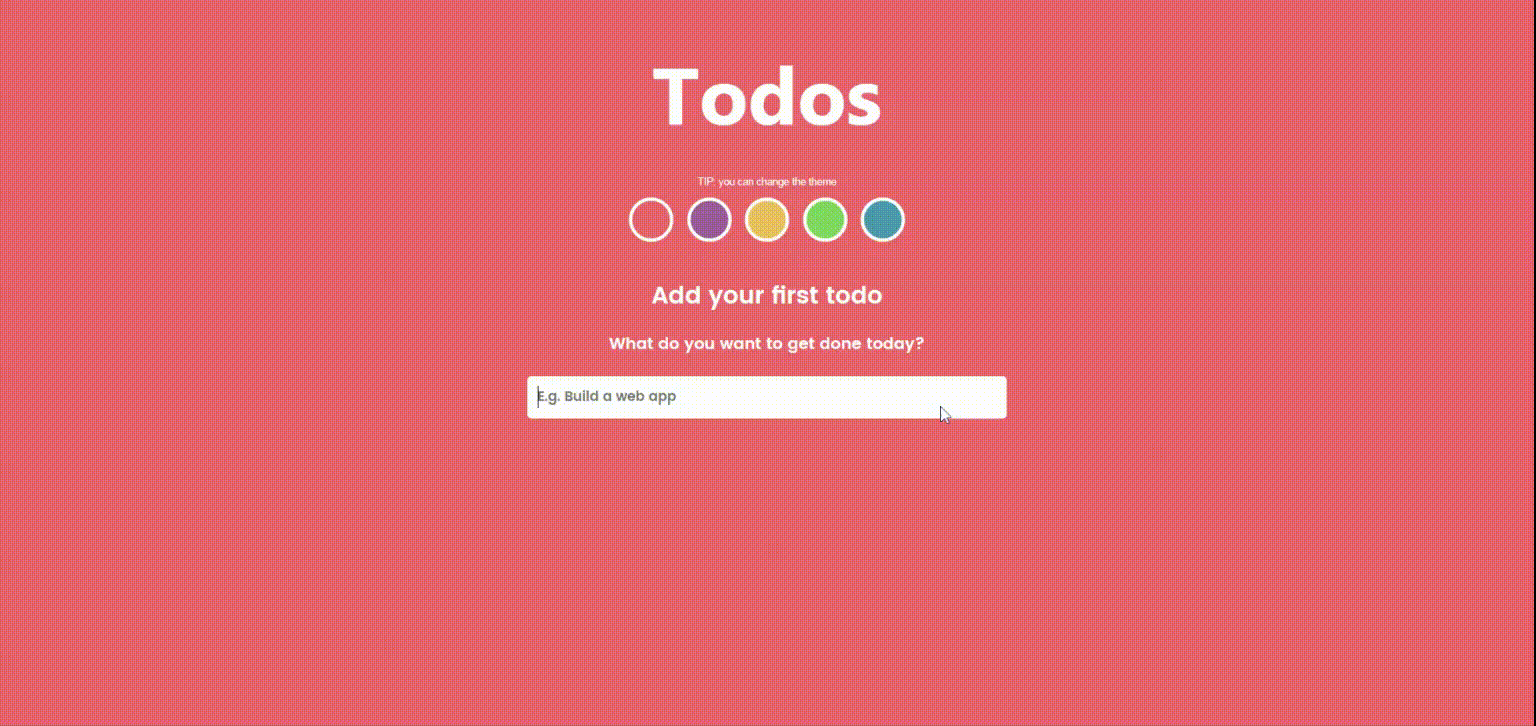 Todos
TIP: you can change the theme
Add your first todo
What do you want to get done today?
E.g. Build a web app